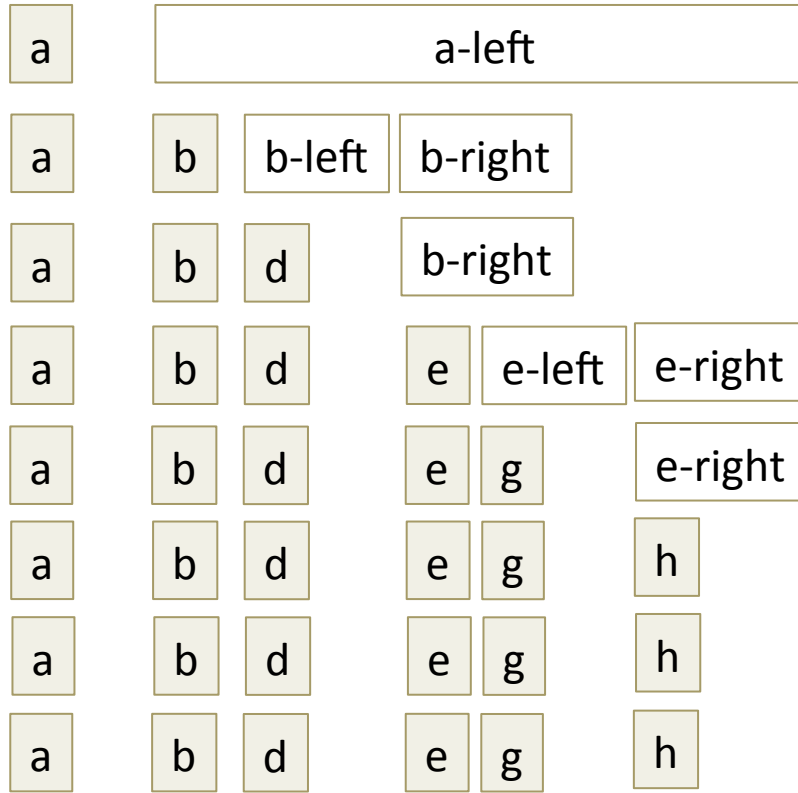 a a-left
a b b-left b-right
a b d b-right
a b d e e-left e-right
a b d e g e-right
a b d e g h
a b d e g h
a b d e g h